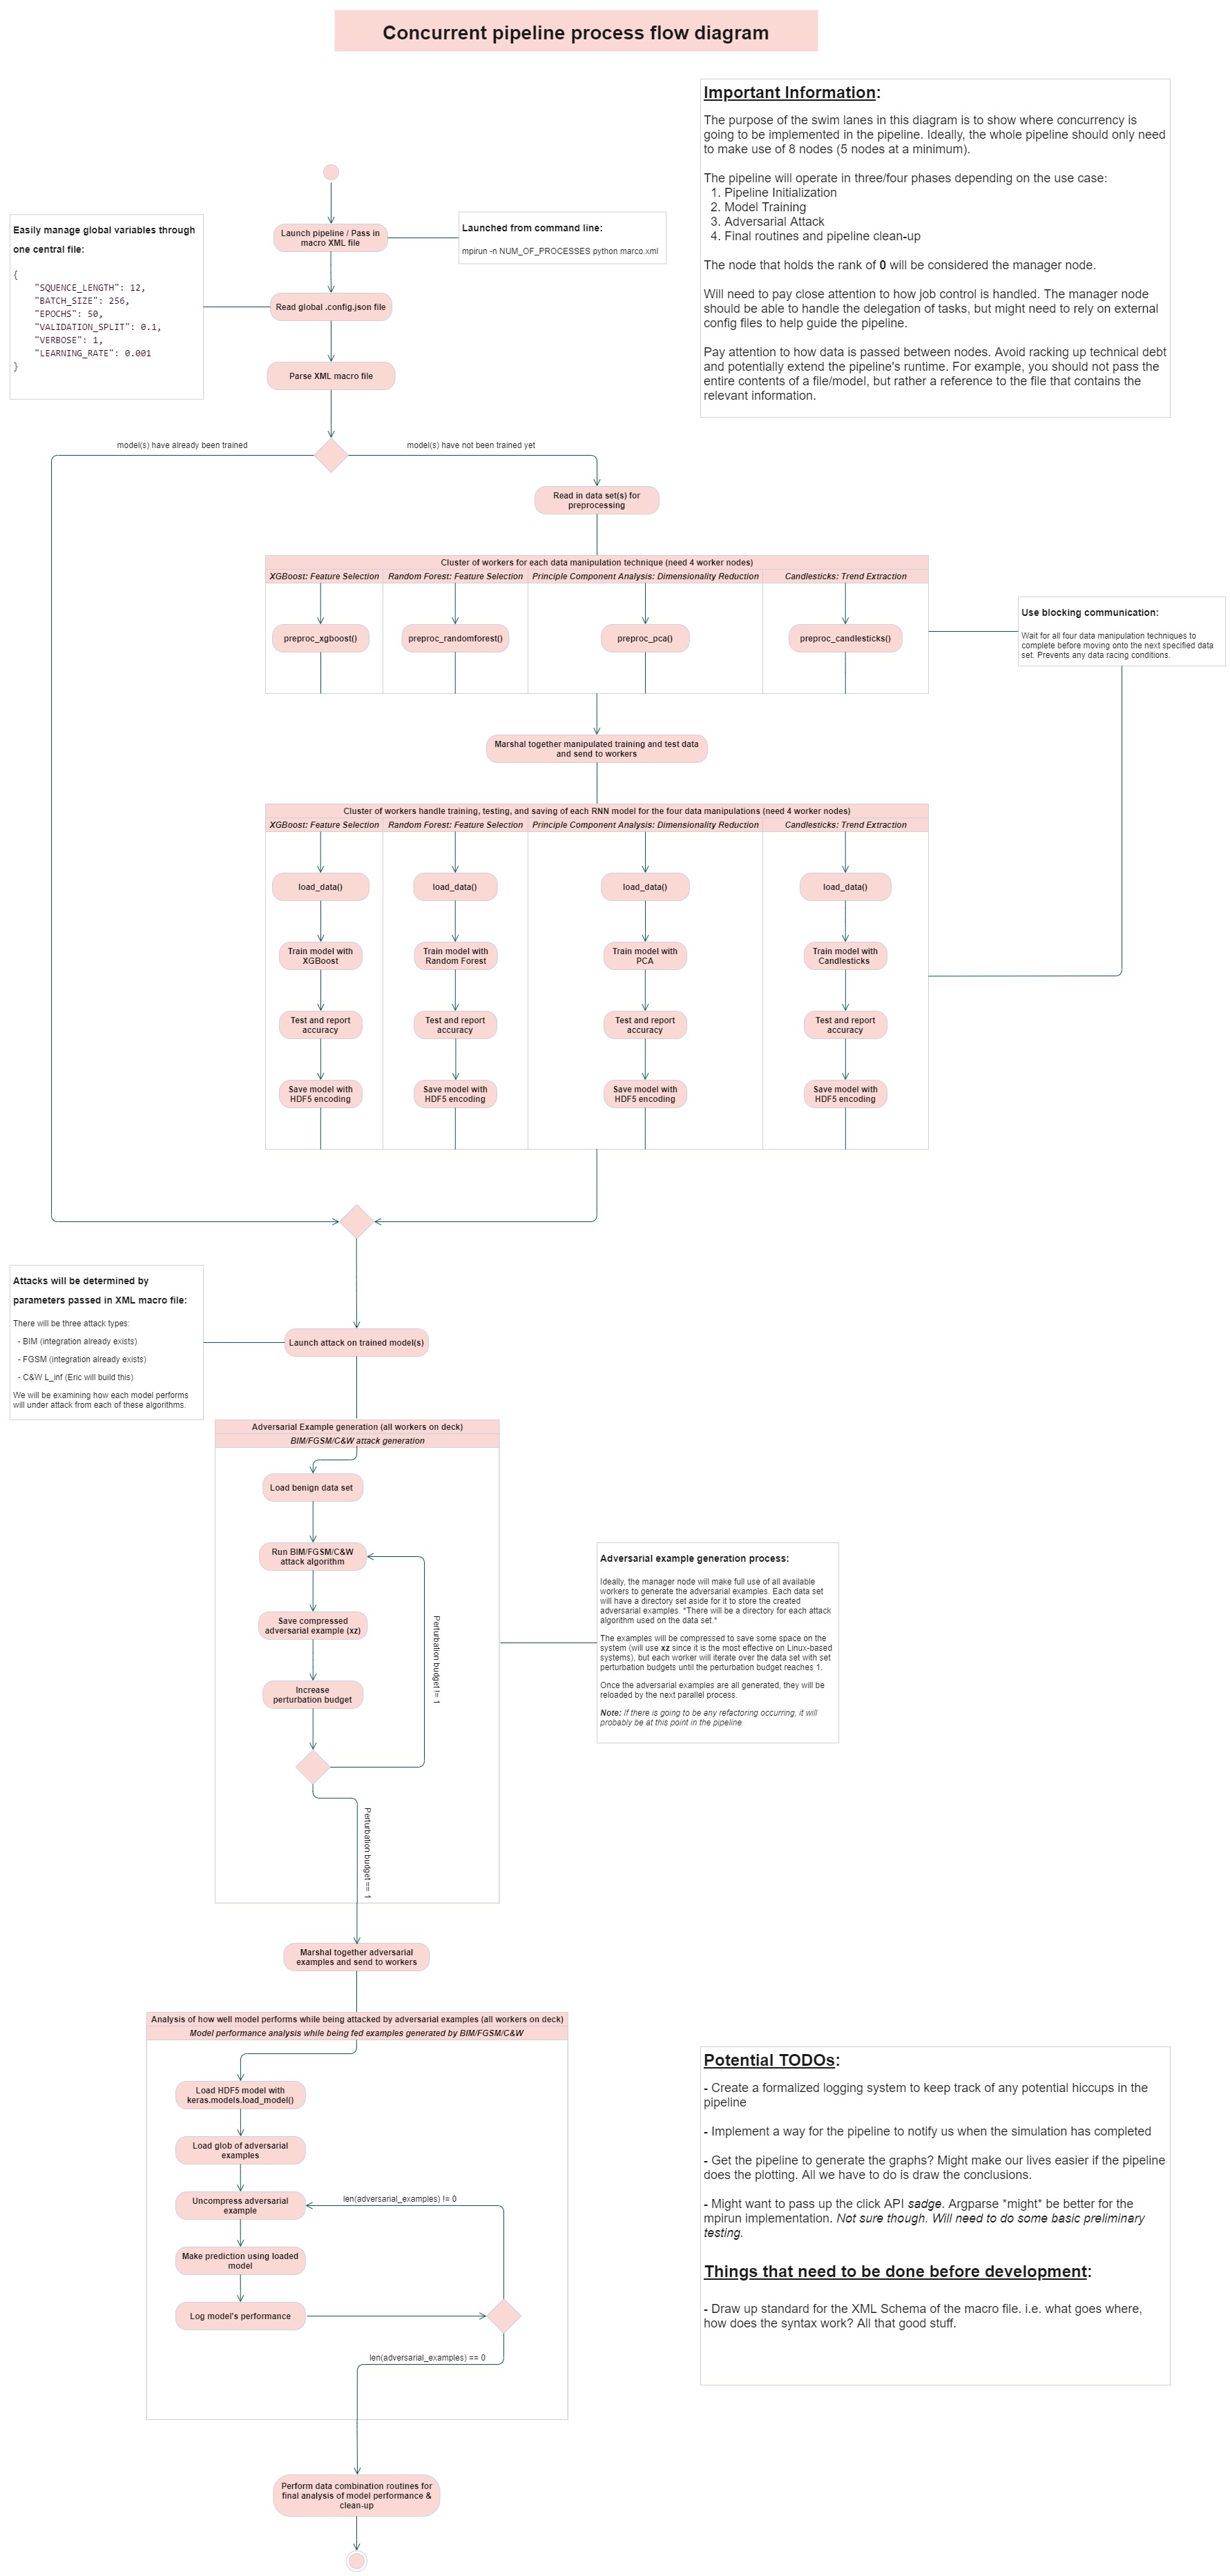 Concurrent pipeline process flow diagram
Important Information:
The purpose of the swim lanes in this diagram is to show where concurrency is
going to be implemented in the pipeline. Ideally, the whole pipeline should only need
to make use of 8 nodes (5 nodes at a minimum).
The pipeline will operate in three/four phases depending on the use case:
1. Pipeline Initialization
2. Model Training
3. Adversarial Attack
4. Final routines and pipeline clean-up
The node that holds the rank of 0 will be considered the manager node.
Will need to pay close attention to how job control is handled. The manager node
should be able to handle the delegation of tasks, but might need to rely on external
config files to help guide the pipeline.
Pay attention to how data is passed between nodes. Avoid racking up technical debt
and potentially extend the pipeline's runtime. For example, you should not pass the
entire contents of a file/model, but rather a reference to the file that contains the
relevant information.
Launch pipeline / Pass in
macro XML file
Launched from command line:
mpirun -n NUM_OF_PROCESSES python marco.xml
Easily manage global variables through
one central file:
{
"SQUENCE_LENGTH": 12,
"BATCH_SIZE": 256,
"EPOCHS": 50,
"VALIDATION_SPLIT": 0.1,
"VERBOSE": 1,
"LEARNING_RATE": 0.001
}
Read global .config.json file
Parse XML macro file
model(s) have already been trained
model(s) have not been trained yet
Read in data set(s) for
preprocessing
Cluster of workers for each data manipulation technique (need 4 worker nodes)
XGBoost: Feature Selection
Random Forest: Feature Selection
Principle Component Analysis: Dimensionality Reduction
Candlesticks: Trend Extraction
preproc_xgboost()
preproc_randomforest()
preproc_pca()
preproc_candlesticks()
Use blocking communication:
Wait for all four data manipulation techniques to
complete before moving onto the next specified data
set. Prevents any data racing conditions.
Marshal together manipulated training and test data
and send to workers
Cluster of workers handle training, testing, and saving of each RNN model for the four data manipulations (need 4 worker nodes)
XGBoost: Feature Selection
Random Forest: Feature Selection
Principle Component Analysis: Dimensionality Reduction
Candlesticks: Trend Extraction
load_data()
load_data()
load_data()
load_data()
Train model with
XGBoost
Train model with
Random Forest
Train model with
PCA
Train model with
Candlesticks
Test and report
accuracy
Test and report
accuracy
Test and report
accuracy
Test and report
accuracy
Save model with
HDF5 encoding
Save model with
HDF5 encoding
Save model with
HDF5 encoding
Save model with
HDF5 encoding
Attacks will be determined by
parameters passed in XML macro file:
There will be three attack types:
- BIM (integration already exists)
- FGSM (integration already exists)
- C&W L_inf (Eric will build this)
We will be examining how each model performs
will under attack from each of these algorithms.
Launch attack on trained model(s)
Adversarial Example generation (all workers on deck)
BIM/FGSM/C&W attack generation
Load benign data set
Run BIM/FGSM/C&W
attack algorithm
Save compressed
adversarial example (xz)
Increase
perturbation budget
Perturbation budget != 1
Perturbation budget == 1
Adversarial example generation process:
Ideally, the manager node will make full use of all available
workers to generate the adversarial examples. Each data set
will have a directory set aside for it to store the created
adversarial examples. *There will be a directory for each attack
algorithm used on the data set.*
The examples will be compressed to save some space on the
system (will use xz since it is the most effective on Linux-based
systems), but each worker will iterate over the data set with set
perturbation budgets until the perturbation budget reaches 1.
Once the adversarial examples are all generated, they will be
reloaded by the next parallel process.
Note: if there is going to be any refactoring occurring, it will
probably be at this point in the pipeline.
Marshal together adversarial
examples and send to workers
Analysis of how well model performs while being attacked by adversarial examples (all workers on deck)
Model performance analysis while being fed examples generated by BIM/FGSM/C&W
Load HDF5 model with
keras.models.load_model()
Load glob of adversarial
examples
Uncompress adversarial
example
len(adversarial_examples) != 0
Make prediction using loaded
model
Log model's performance
len(adversarial_examples) == 0
Potential TODOs:
- Create a formalized logging system to keep track of any potential hiccups in the
pipeline
- Implement a way for the pipeline to notify us when the simulation has completed
- Get the pipeline to generate the graphs? Might make our lives easier if the pipeline
does the plotting. All we have to do is draw the conclusions.
- Might want to pass up the click API sadge. Argparse *might* be better for the
mpirun implementation. Not sure though. Will need to do some basic preliminary
testing.
Things that need to be done before development:
- Draw up standard for the XML Schema of the macro file. i.e. what goes where,
how does the syntax work? All that good stuff.
Perform data combination routines for
final analysis of model performance &
clean-up